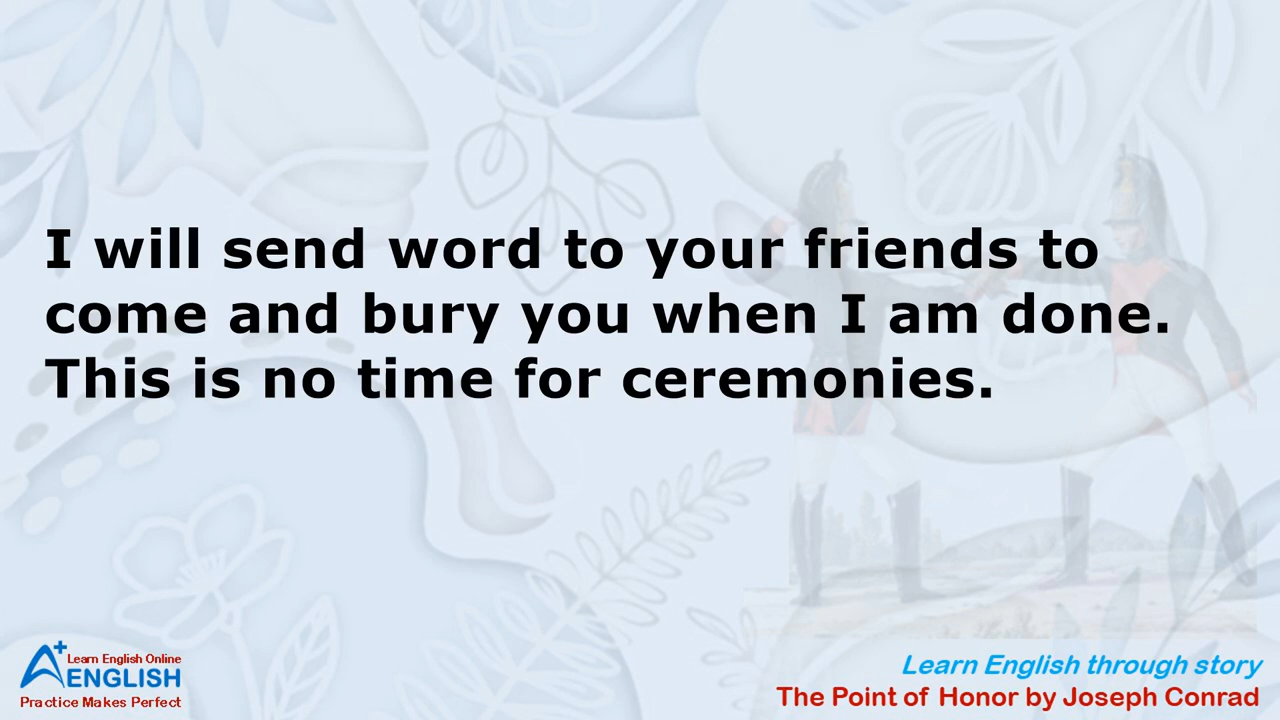 I will send word to your friends to
come and bury you when I am done.
This is no time for ceremonies.
A+ Learn English Online
ENGLISH
Practice Makes Perfect
Learn English through story
The Point of Honor by Joseph Conrad